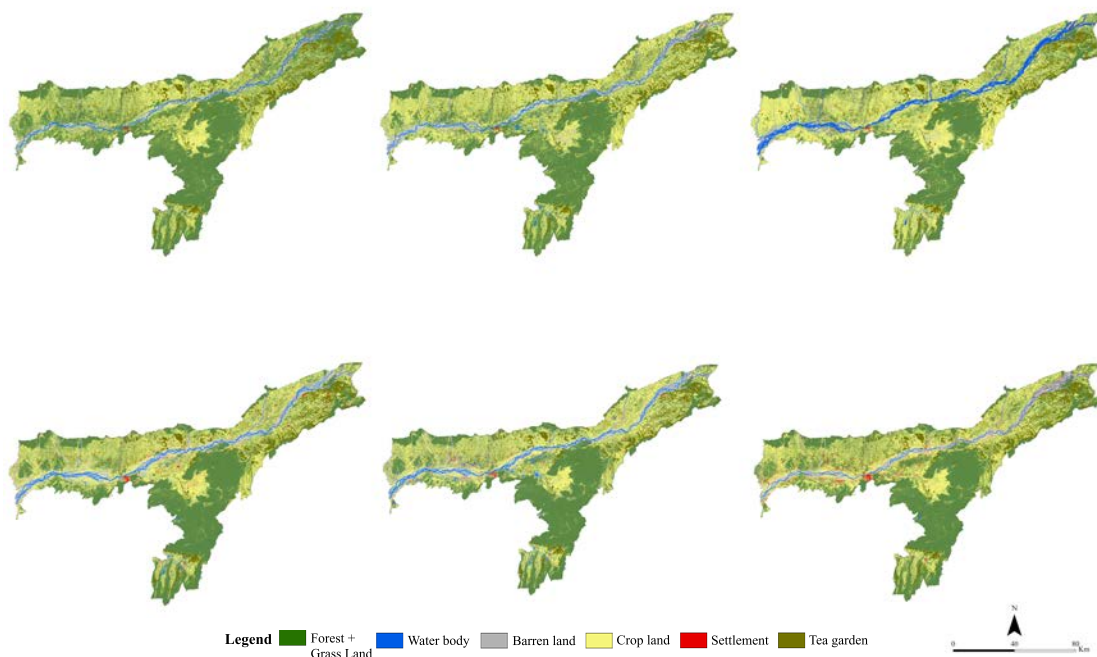 N
Legend Forest + Water body Barren land Crop land Settlement Tea garden
Grass Land
0 40 80
Km